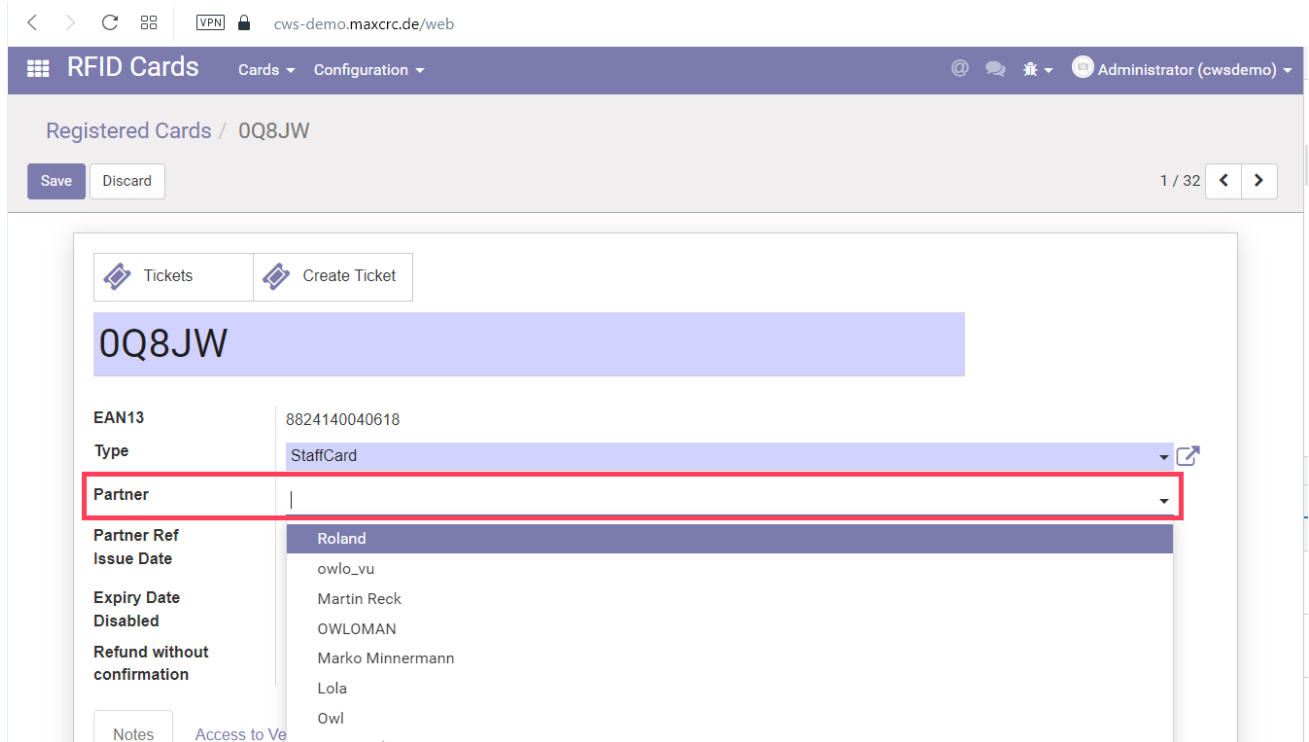 VPN cws-demo.maxcrc.de/web
RFID Cards Cards Configuration @ Administrator (cwsdemo)
Registered Cards / 0Q8JW
Save Discard 1 / 32
Tickets Create Ticket
0Q8JW
EAN13 8824140040618
Type StaffCard
Partner
Partner Ref
Roland
Issue Date
owlo_vu
Expiry Date
Martin Reck
Disabled
OWLOMAN
Refund without
confirmation
Marko Minnermann
Lola
Owl
Notes Access to Ve